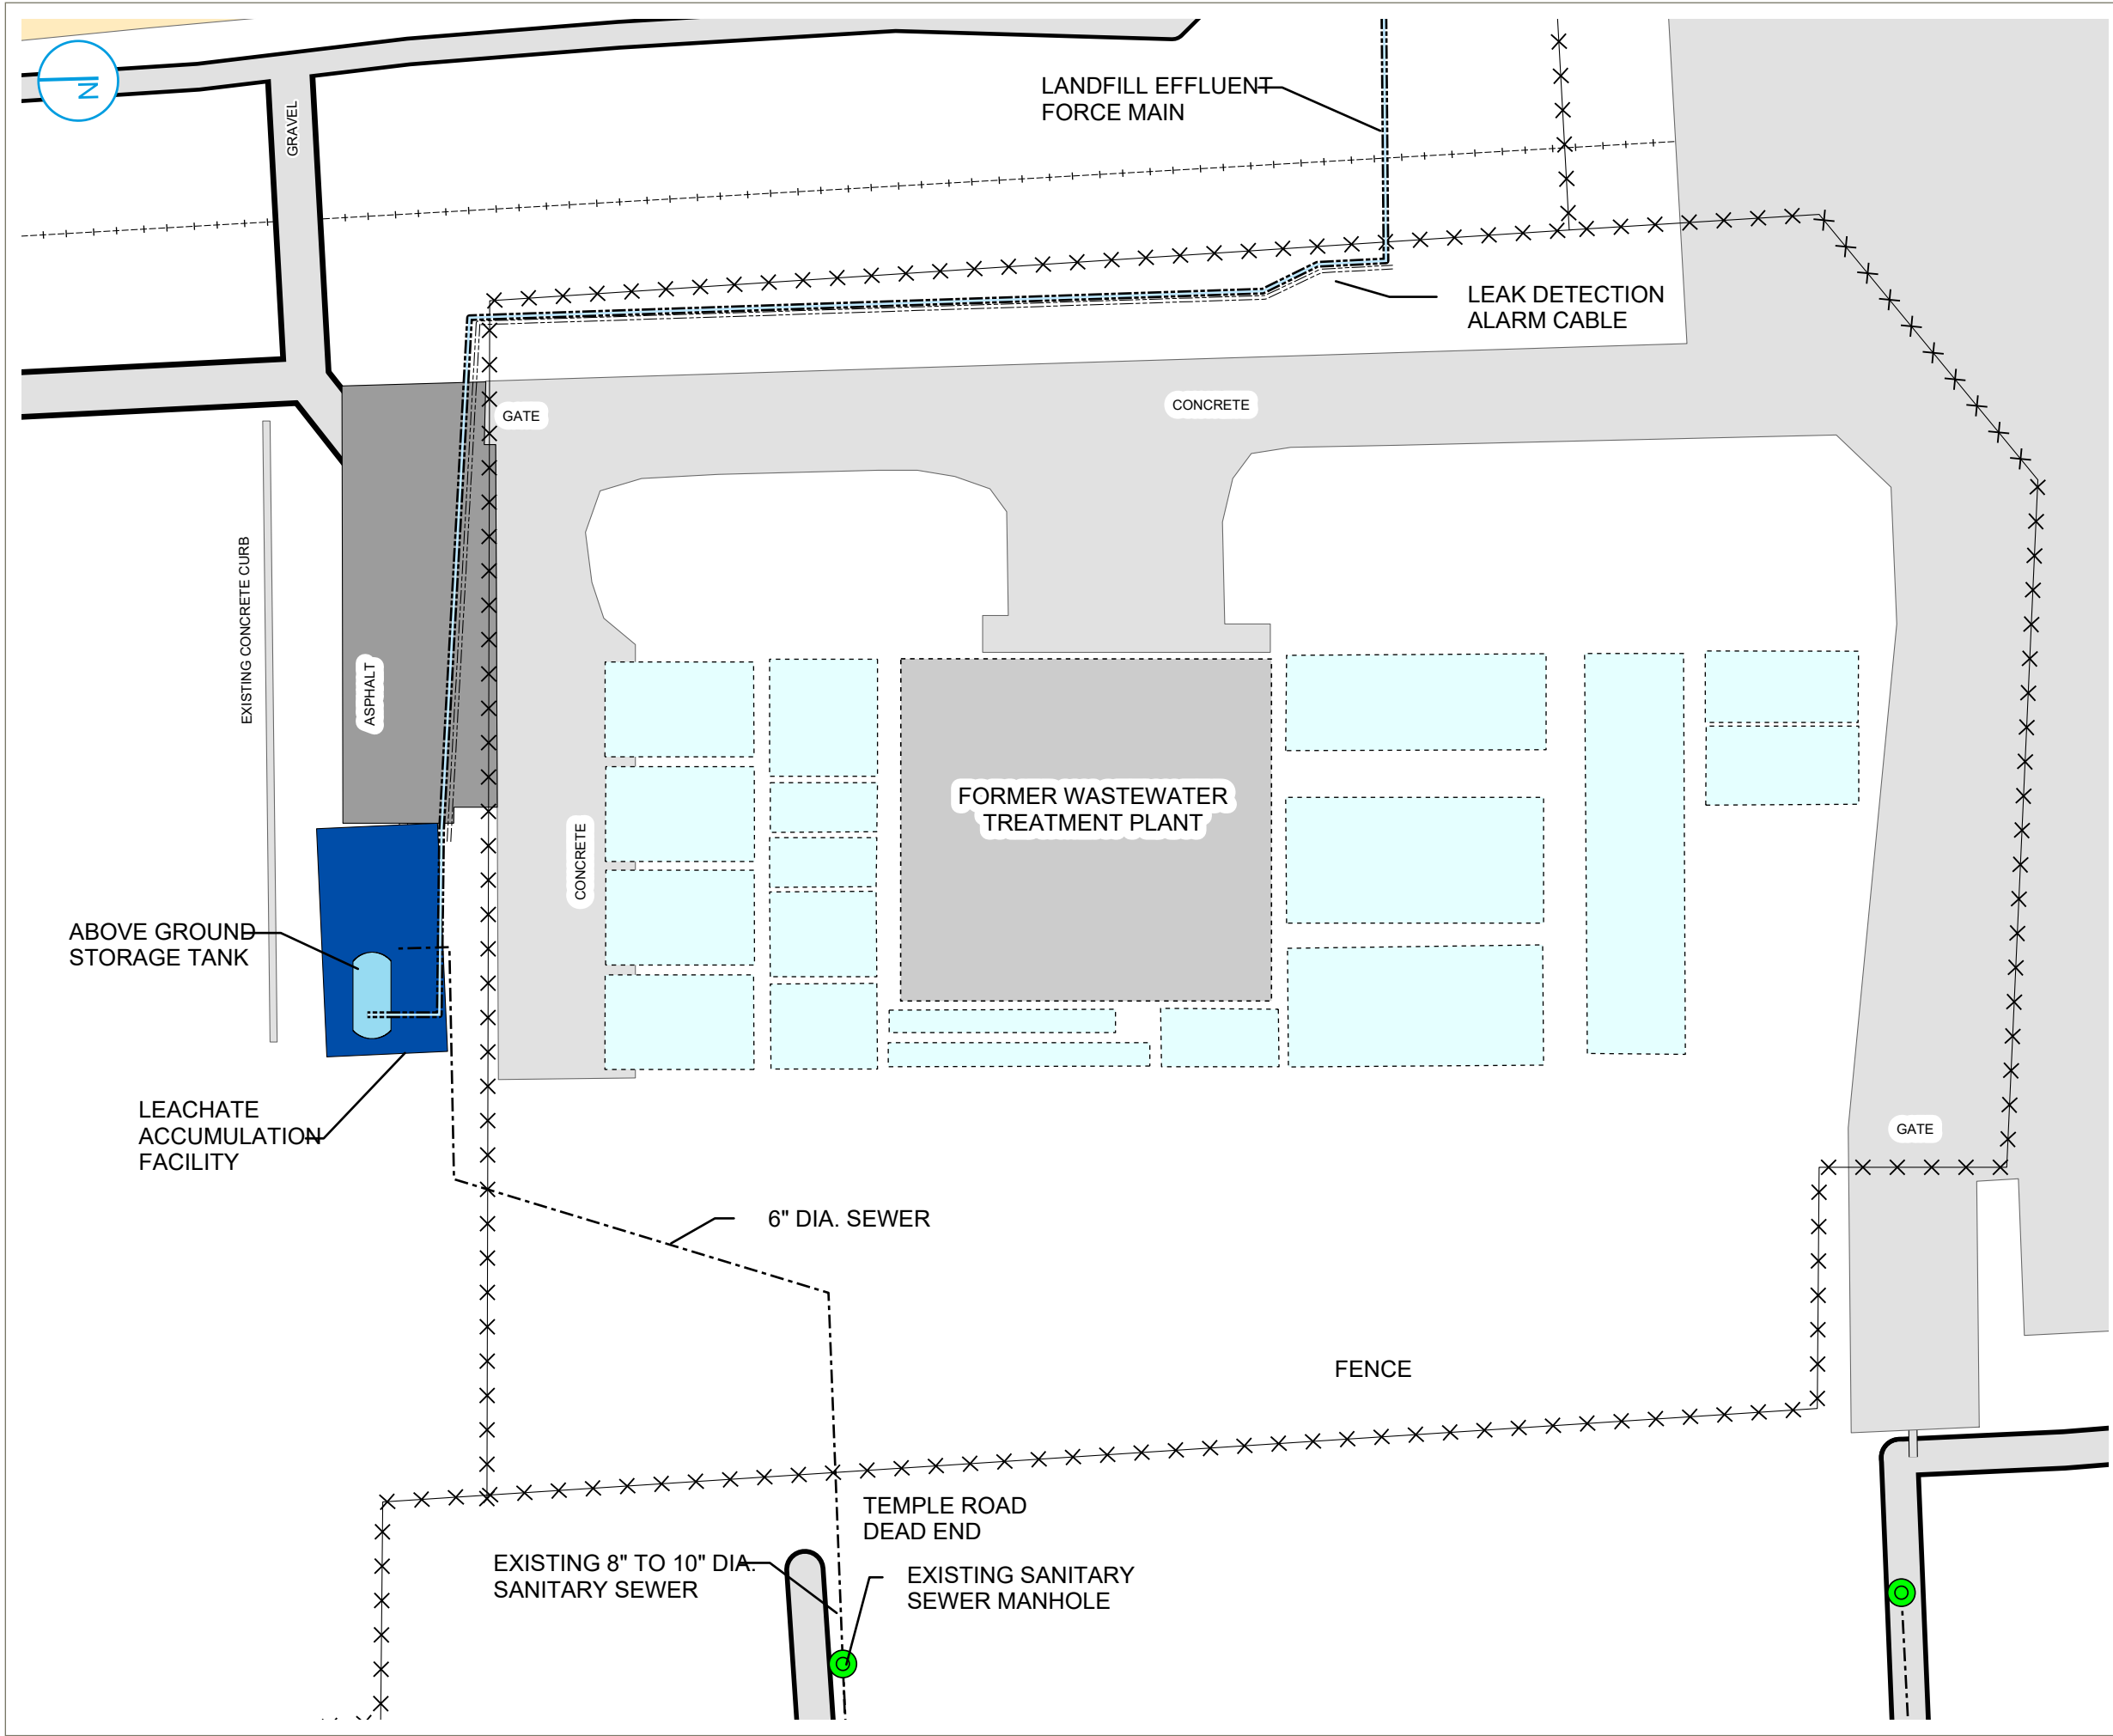 N
GRAVEL
LANDFILL EFFLUENT
FORCE MAIN
LEAK DETECTION
ALARM CABLE
GATE
CONCRETE
EXISTING CONCRETE CURB
ASPHALT
FORMER WASTEWATER
TREATMENT PLANT
CONCRETE
ABOVE GROUND
STORAGE TANK
LEACHATE
ACCUMULATION
FACILITY
GATE
6" DIA. SEWER
FENCE
TEMPLE ROAD
DEAD END
EXISTING 8" TO 10" DIA.
SANITARY SEWER
EXISTING SANITARY
SEWER MANHOLE